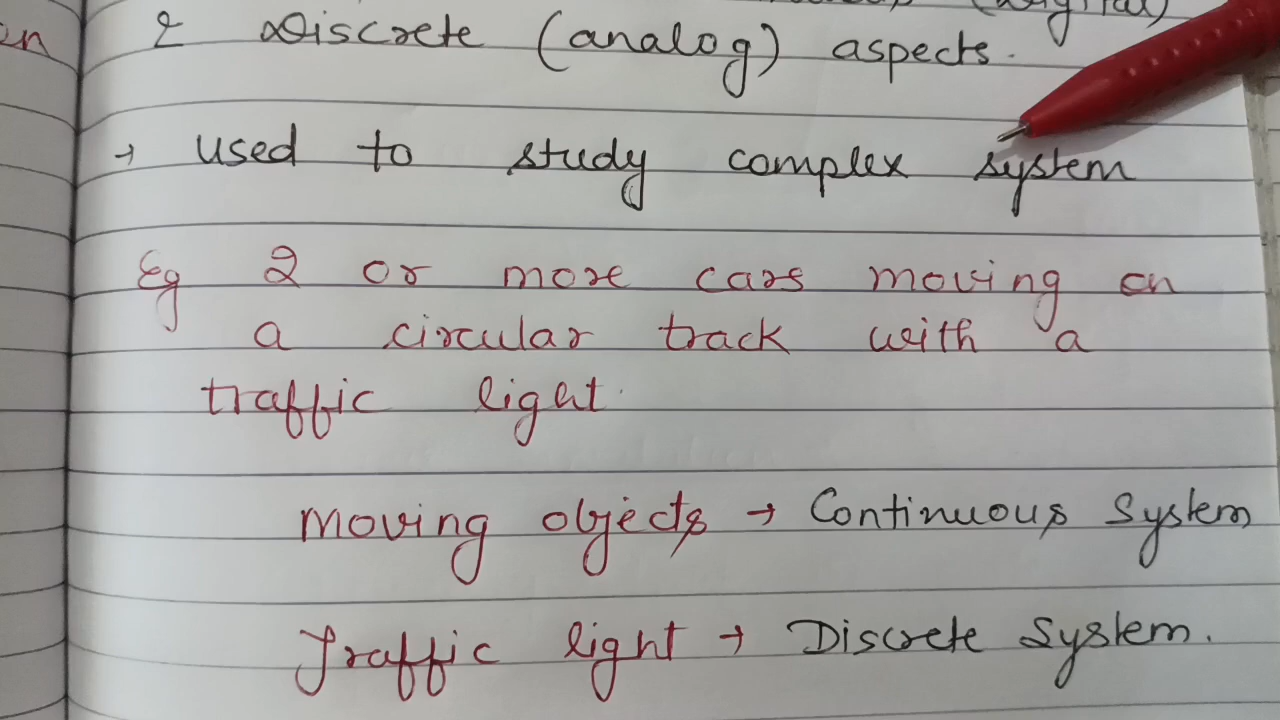 (Digital)
& Discrete (analog) aspects.
→ used to study complex system
Eg 2 or more cars moving on
a circular track with a
traffic light.
Moving objects → Continuous System
Traffic light → Discrete System.